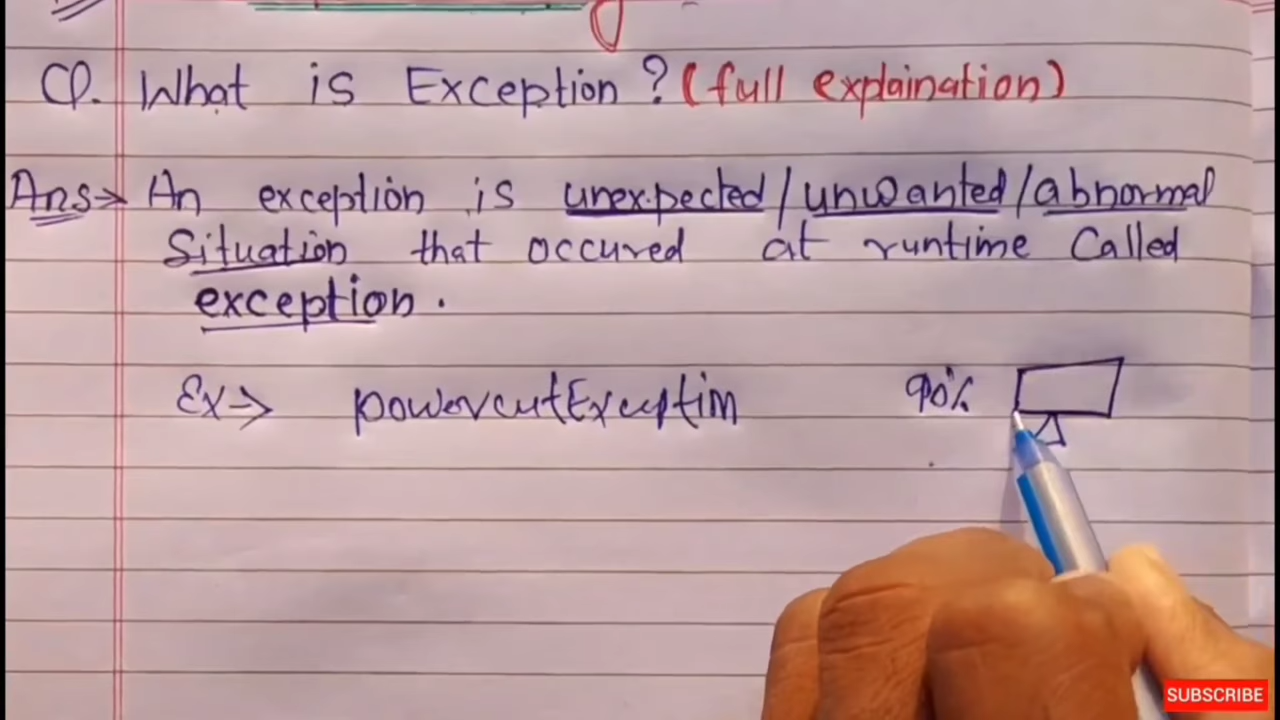 Q. What is Exception? (full explaination)
Ans→ An exception is unexpected/unwanted/abnormal
Situation that occured at runtime Called
exception.
Ex→ powercutException 90%
SUBSCRIBE